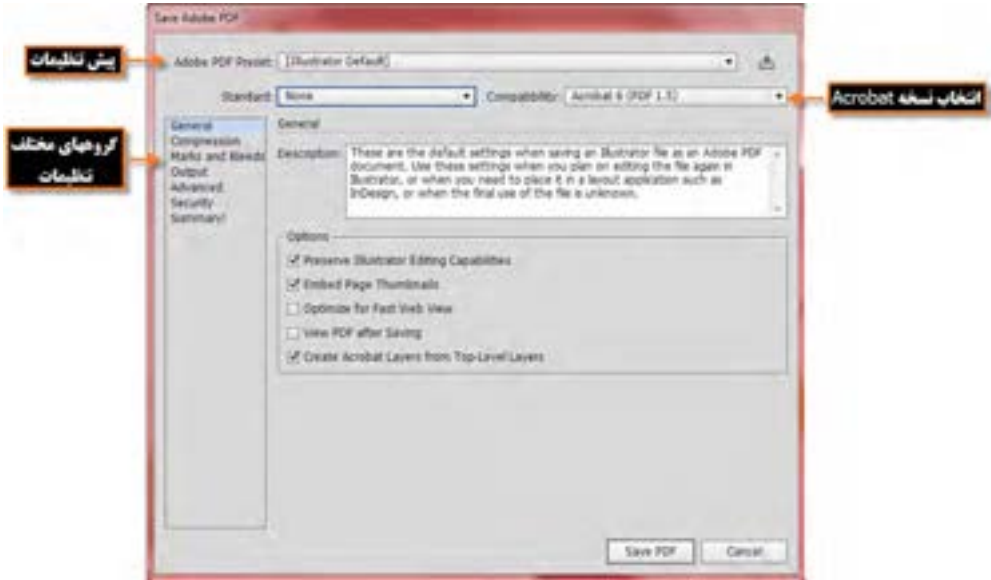 Save Adobe PDF
پیش تنظیمات
Adobe PDF Preset: [Illustrator Default]
Standard: None
Compatibility: Acrobat 6 (PDF 1.5)
انتخاب نسخه Acrobat
گروههای مختلف
تنظیمات
General
Compression
Marks and Bleeds
Output
Advanced
Security
Summary
General
Description: These are the default settings when saving an Illustrator file as an Adobe PDF
document. Use these settings when you plan on editing the file again in
Illustrator, or when you need to place it in a layout application such as
InDesign, or when the final use of the file is unknown.
Options
Preserve Illustrator Editing Capabilities
Embed Page Thumbnails
Optimize for Fast Web View
View PDF after Saving
Create Acrobat Layers from Top-Level Layers
Save PDF
Cancel